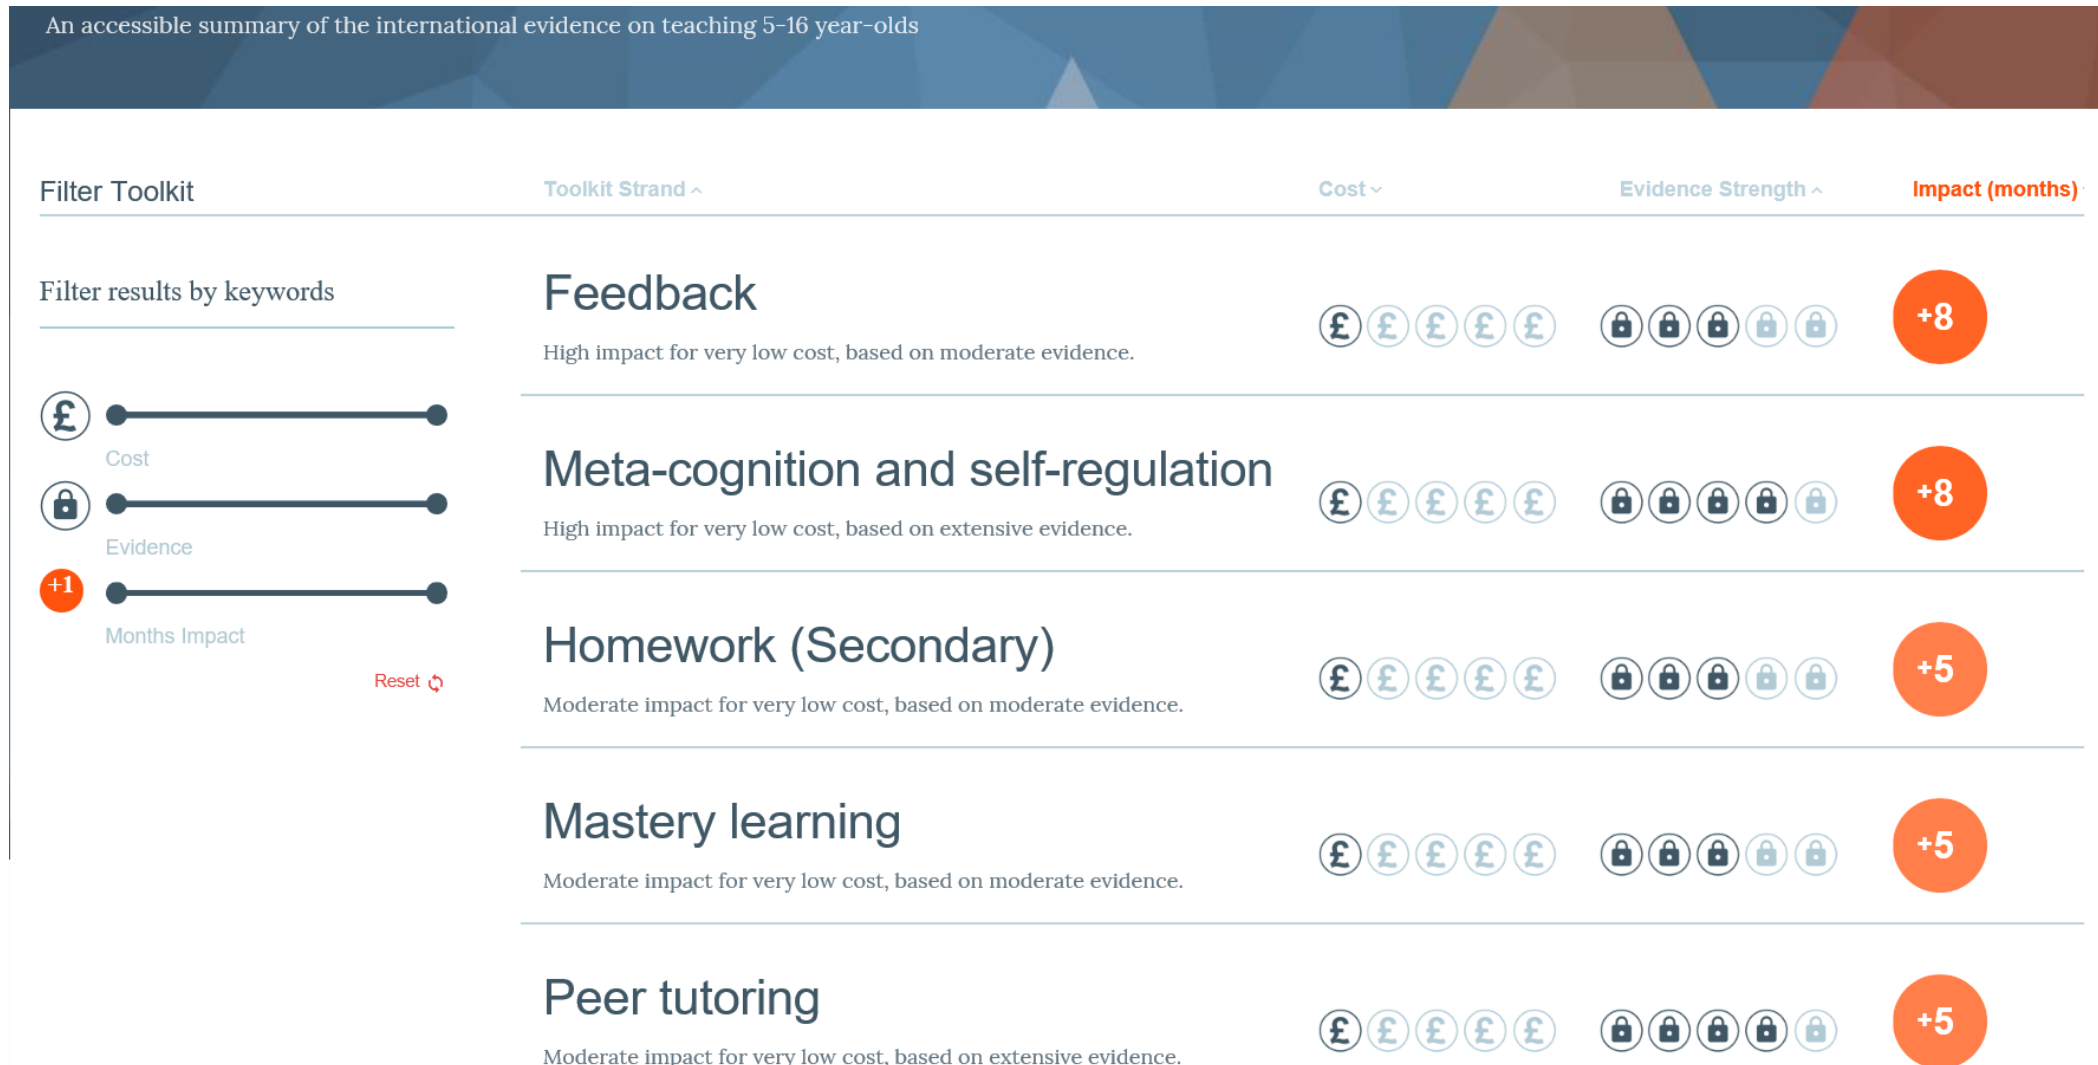 An accessible summary of the international evidence on teaching 5-16 year-olds
Filter Toolkit
Toolkit Strand
Cost
Evidence Strength
Impact (months)
Filter results by keywords
£
Cost
Evidence
+1
Months Impact
Reset
Feedback
High impact for very low cost, based on moderate evidence.
£ £ £ £ £
+8
Meta-cognition and self-regulation
High impact for very low cost, based on extensive evidence.
£ £ £ £ £
+8
Homework (Secondary)
Moderate impact for very low cost, based on moderate evidence.
£ £ £ £ £
+5
Mastery learning
Moderate impact for very low cost, based on moderate evidence.
£ £ £ £ £
+5
Peer tutoring
Moderate impact for very low cost, based on extensive evidence.
£ £ £ £ £
+5